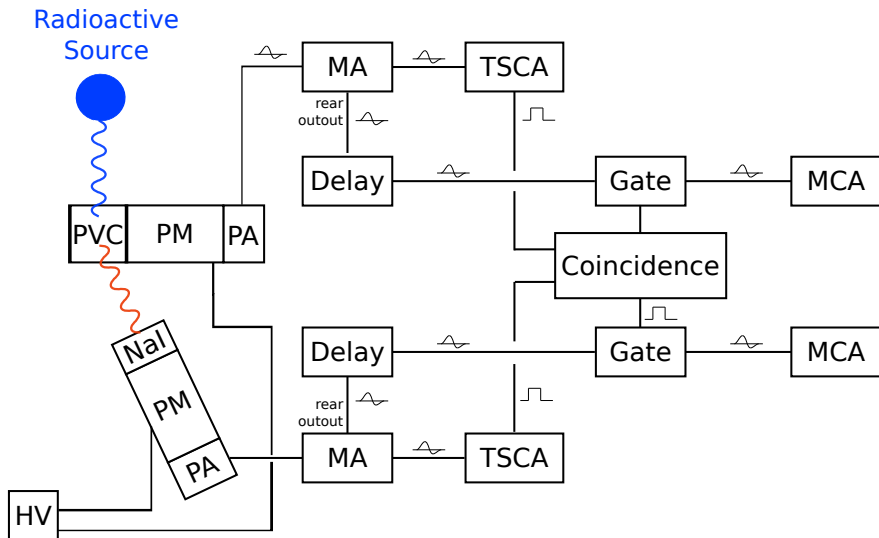 Radioactive
Source
MA
TSCA
rear
outout
Delay
Gate
MCA
PVC
PM
PA
Coincidence
NaI
PM
PA
Delay
Gate
MCA
rear
outout
MA
TSCA
HV